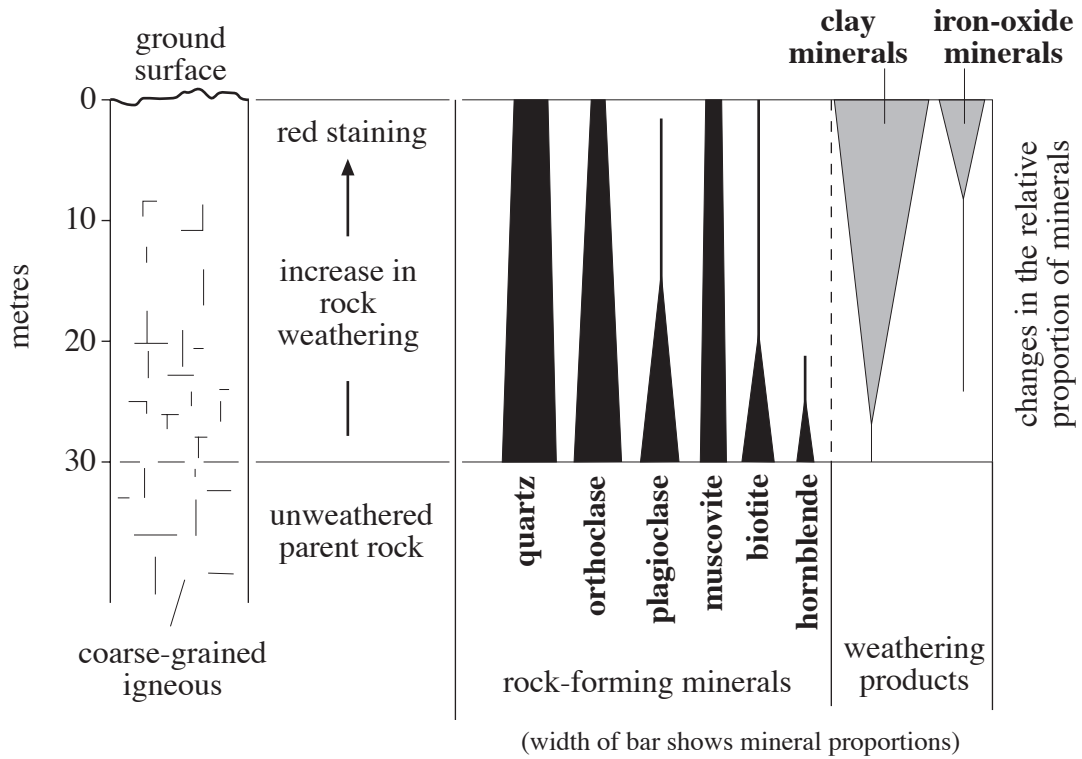 ground
surface
0
10
20
30
metres
red staining
increase in
rock
weathering
unweathered
parent rock
coarse-grained
igneous
quartz
orthoclase
plagioclase
muscovite
biotite
hornblende
rock-forming minerals
clay
minerals
iron-oxide
minerals
weathering
products
changes in the relative
proportion of minerals
(width of bar shows mineral proportions)